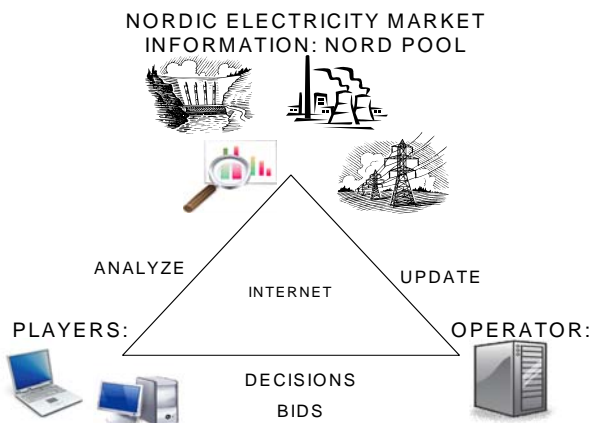 NORDIC ELECTRICITY MARKET
INFORMATION: NORD POOL
ANALYZE
UPDATE
INTERNET
PLAYERS:
OPERATOR:
DECISIONS
BIDS